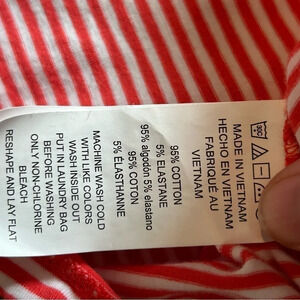 MADE IN VIETNAM
HECHO EN VIETNAM
FABRIQUÉ AU
VIETNAM
95% COTTON
5% ELASTANE
95% algodón 5% elastano
95% COTON
5% ÉLASTHANNE
MACHINE WASH COLD
WITH LIKE COLORS
WASH INSIDE OUT
PUT IN LAUNDRY BAG
BEFORE WASHING
ONLY NON-CHLORINE
BLEACH
RESHAPE AND LAY FLAT